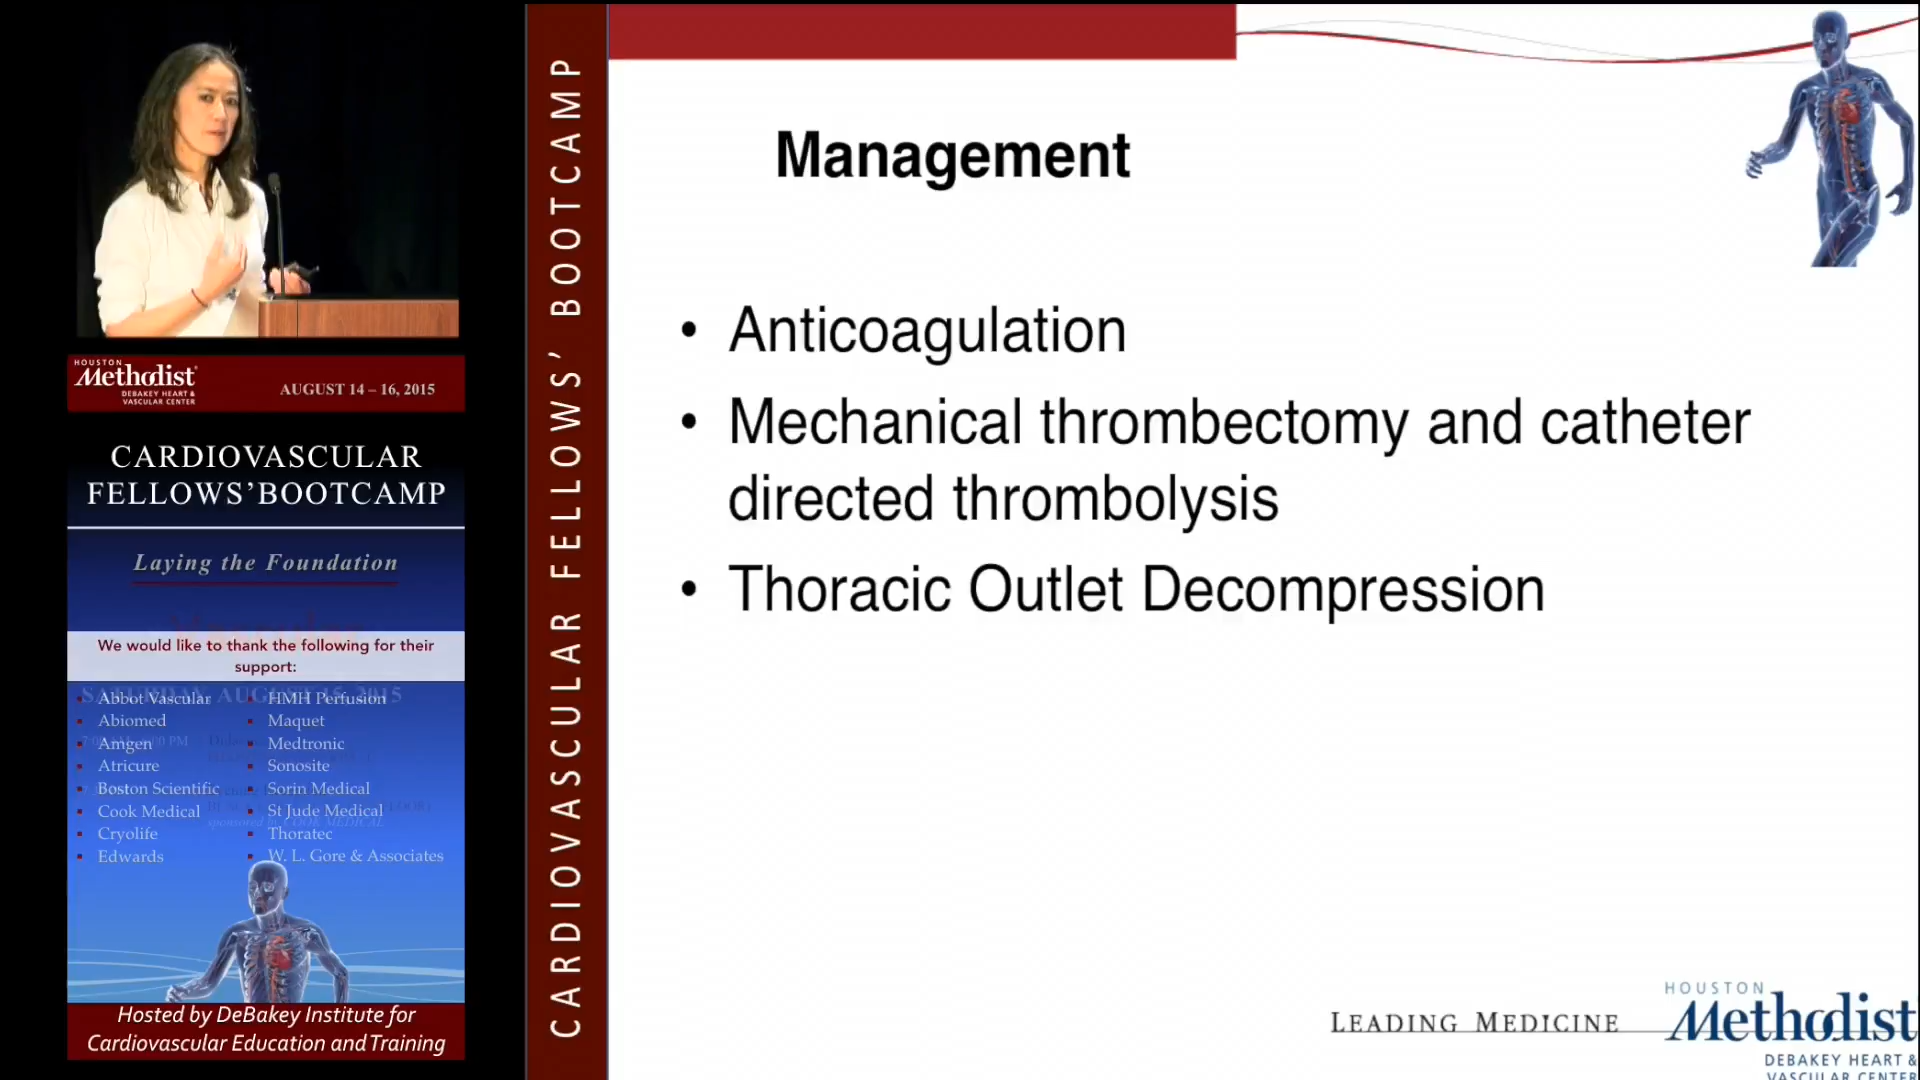 HOUSTON
Methodist
DEBAKEY HEART &
VASCULAR CENTER
AUGUST 14 – 16, 2015
CARDIOVASCULAR
FELLOWS’BOOTCAMP
Laying the Foundation
We would like to thank the following for their
support:
Abbot Vascular
Abiomed
Amgen
Atricure
Boston Scientific
Cook Medical
Cryolife
Edwards
HMH Perfusion
Maquet
Medtronic
Sonosite
Sorin Medical
St Jude Medical
Thoratec
W. L. Gore & Associates
Hosted by DeBakey Institute for
Cardiovascular Education and Training
CARDIOVASCULAR FELLOWS’ BOOTCAMP
Management
• Anticoagulation
• Mechanical thrombectomy and catheter
directed thrombolysis
• Thoracic Outlet Decompression
LEADING MEDICINE
HOUSTON
Methodist
DEBAKEY HEART &
VASCULAR CENTER